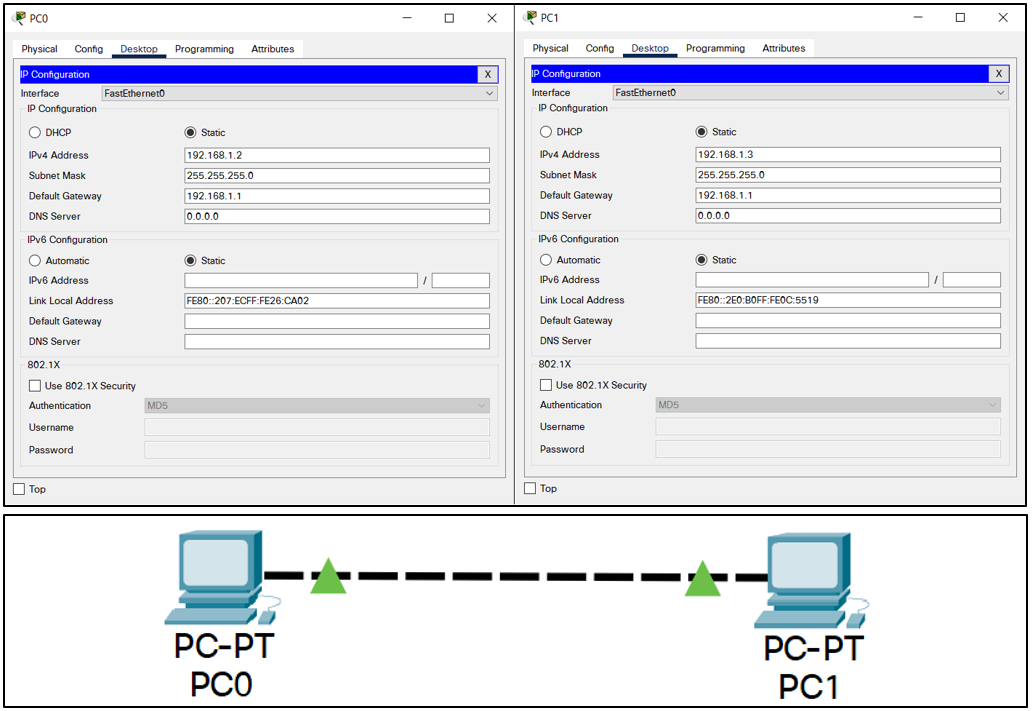 PC0
Physical Config Desktop Programming Attributes
IP Configuration X
Interface FastEthernet0
IP Configuration
DHCP Static
IPv4 Address 192.168.1.2
Subnet Mask 255.255.255.0
Default Gateway 192.168.1.1
DNS Server 0.0.0.0
IPv6 Configuration
Automatic Static
IPv6 Address /
Link Local Address FE80::207:ECFF:FE26:CA02
Default Gateway
DNS Server
802.1X
Use 802.1X Security
Authentication MD5
Username
Password
Top
PC1
Physical Config Desktop Programming Attributes
IP Configuration X
Interface FastEthernet0
IP Configuration
DHCP Static
IPv4 Address 192.168.1.3
Subnet Mask 255.255.255.0
Default Gateway 192.168.1.1
DNS Server 0.0.0.0
IPv6 Configuration
Automatic Static
IPv6 Address /
Link Local Address FE80::2E0:B0FF:FE0C:5519
Default Gateway
DNS Server
802.1X
Use 802.1X Security
Authentication MD5
Username
Password
Top
PC-PT
PC0
PC-PT
PC1